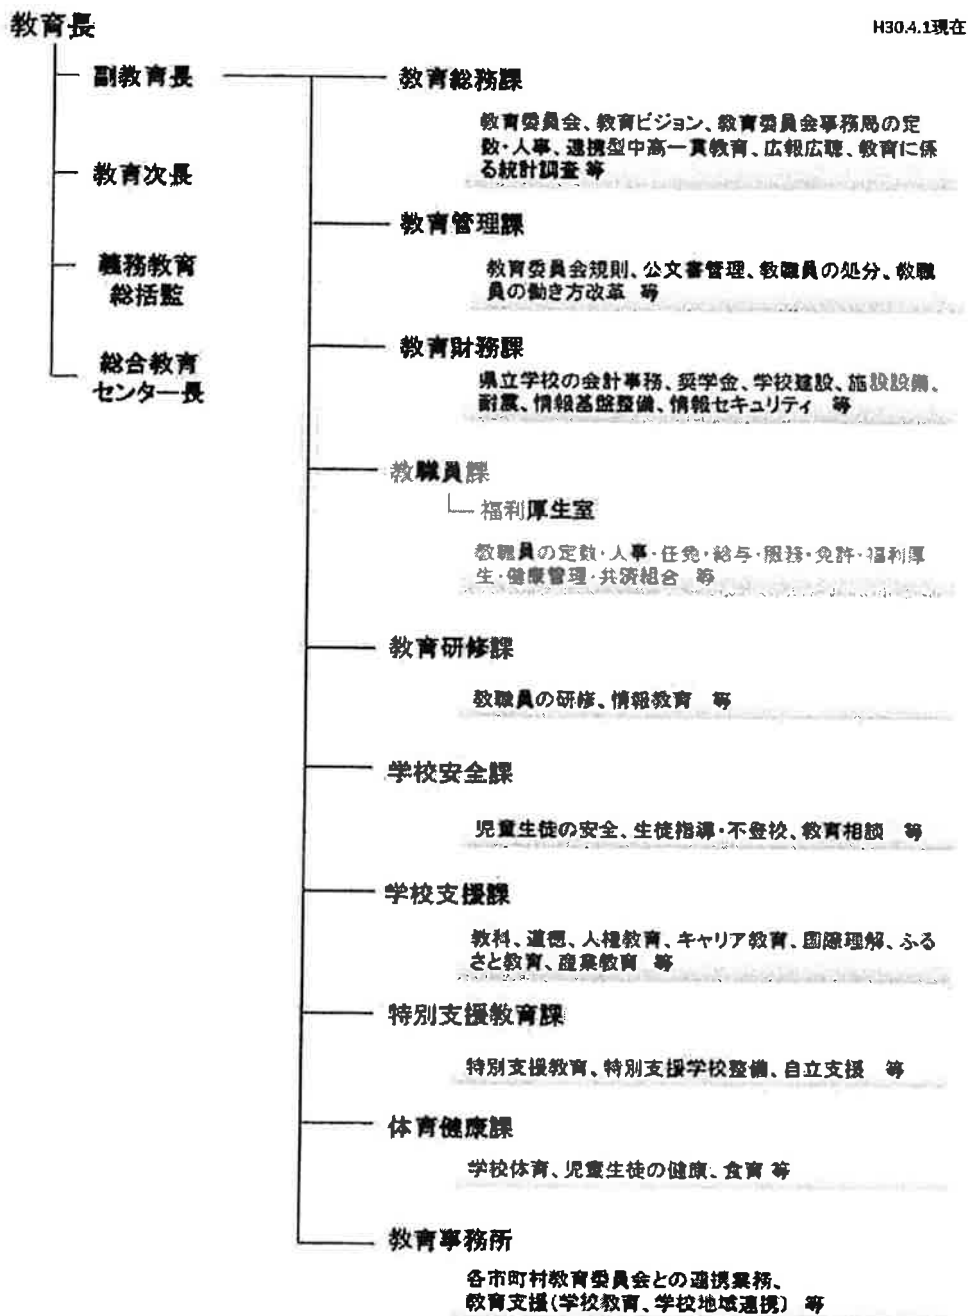 教育長
H30.4.1現在
副教育長
教育次長
義務教育
総括監
総合教育
センター長
教育総務課
教育委員会、教育ビジョン、教育委員会事務局の定
数・人事、連携型中高一貫教育、広報広聴、教育に係
る統計調査 等
教育管理課
教育委員会規則、公文書管理、教職員の処分、教職
員の働き方改革 等
教育財務課
県立学校の会計事務、奨学金、学校建設、施設設備、
耐震、情報基盤整備、情報セキュリティ 等
教職員課
福利厚生室
教職員の定数・人事・任免・給与・服務・免許・福利厚
生・健康管理・共済組合 等
教育研修課
教職員の研修、情報教育 等
学校安全課
児童生徒の安全、生徒指導・不登校、教育相談 等
学校支援課
教科、道徳、人権教育、キャリア教育、国際理解、ふる
さと教育、産業教育 等
特別支援教育課
特別支援教育、特別支援学校整備、自立支援 等
体育健康課
学校体育、児童生徒の健康、食育 等
教育事務所
各市町村教育委員会との連携業務、
教育支援(学校教育、学校地域連携) 等